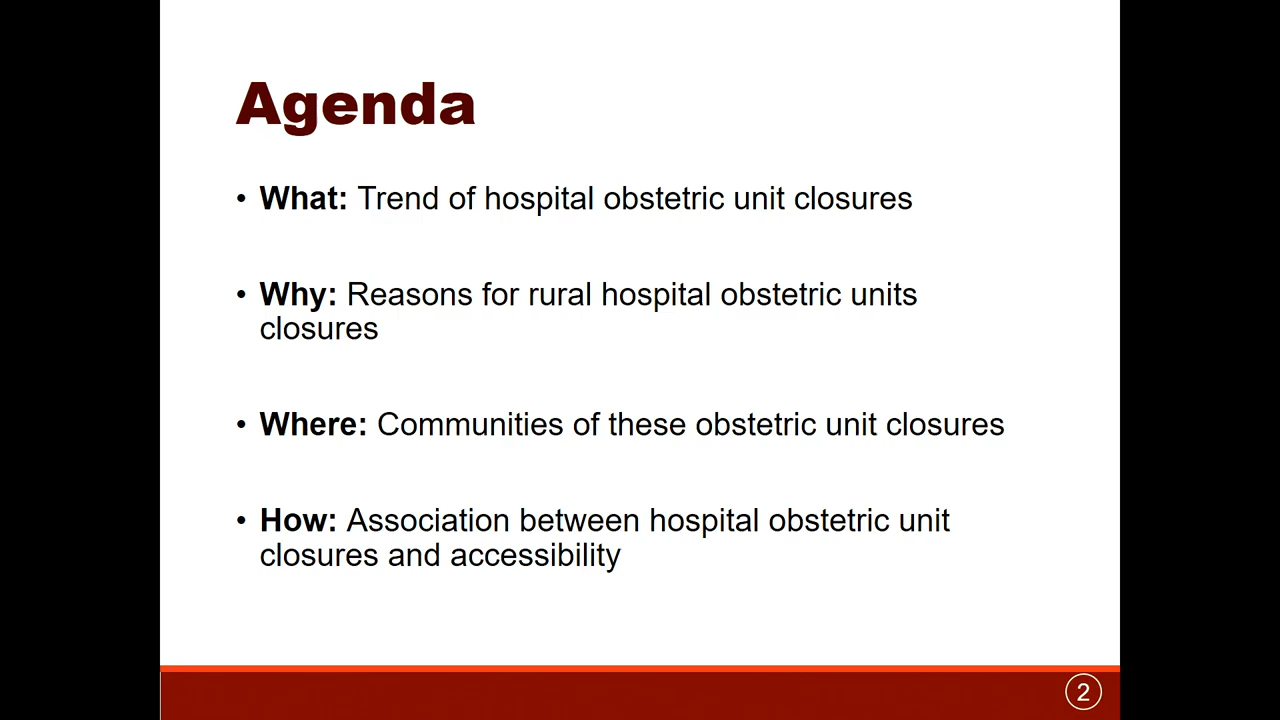 Agenda
• What: Trend of hospital obstetric unit closures
• Why: Reasons for rural hospital obstetric units
closures
• Where: Communities of these obstetric unit closures
• How: Association between hospital obstetric unit
closures and accessibility
2